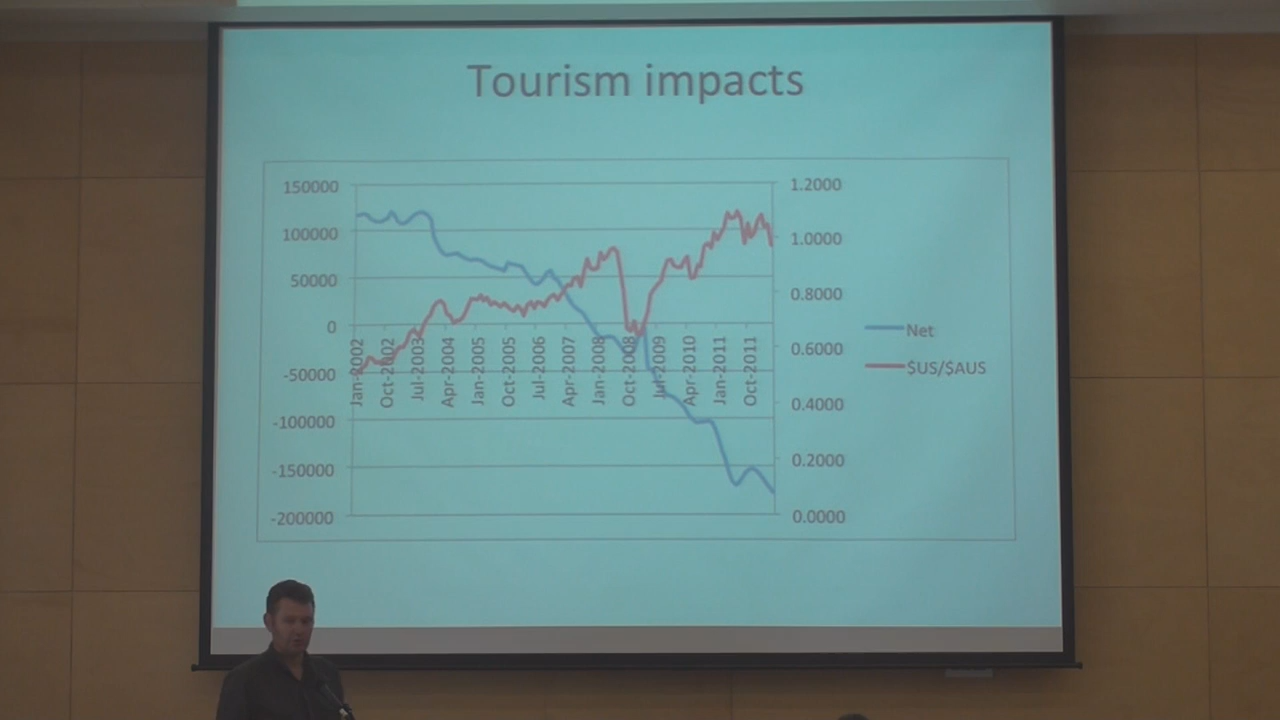 Tourism impacts
150000
100000
50000
0
-50000
-100000
-150000
-200000
1.2000
1.0000
0.8000
0.6000
0.4000
0.2000
0.0000
Jan-2002
Oct-2002
Jul-2003
Apr-2004
Jan-2005
Oct-2005
Jul-2006
Apr-2007
Jan-2008
Oct-2008
Jul-2009
Apr-2010
Jan-2011
Oct-2011
Net
$US/$AUS